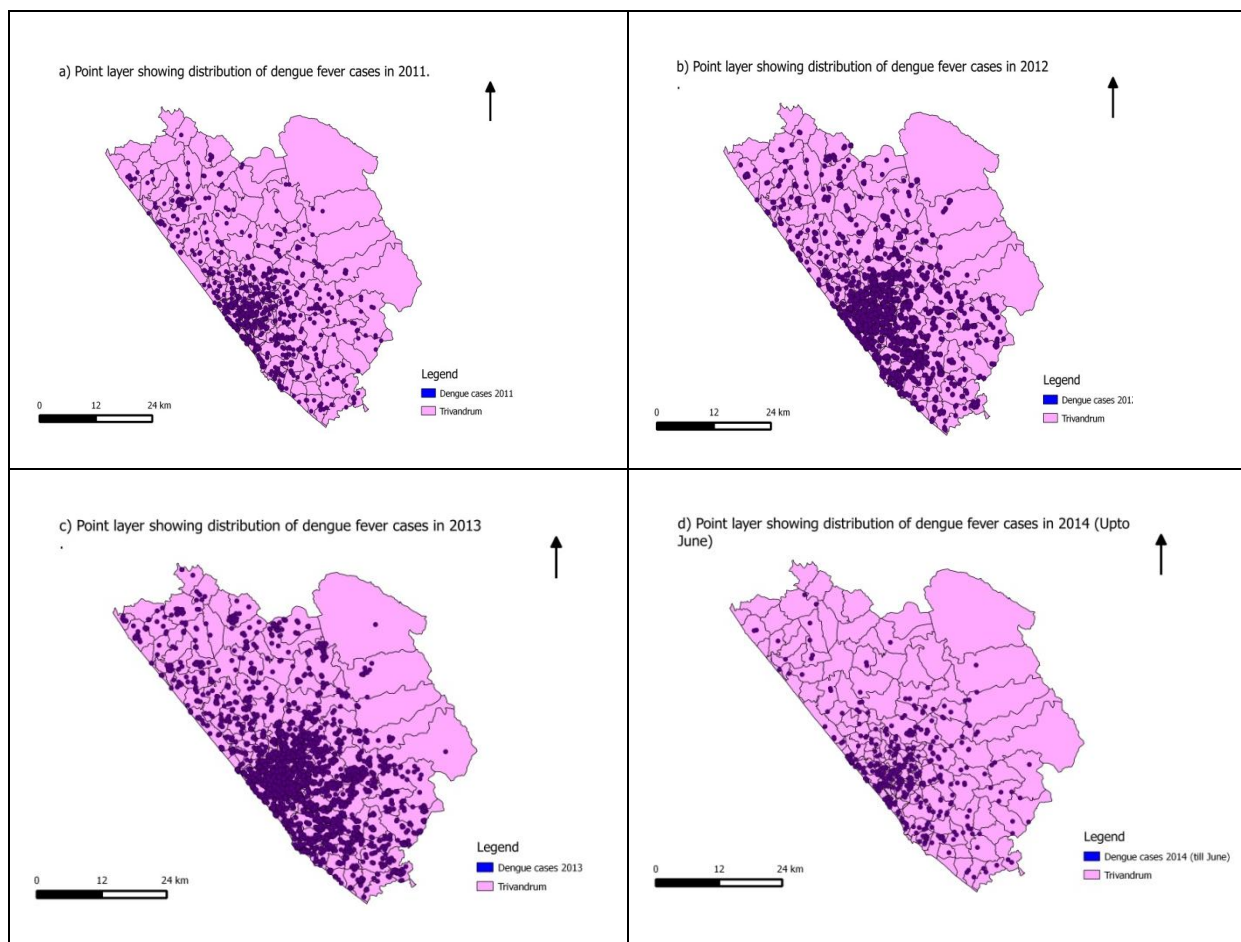 a) Point layer showing distribution of dengue fever cases in 2011.
Legend
Dengue cases 2011
Trivandrum
0 12 24 km
b) Point layer showing distribution of dengue fever cases in 2012
.
Legend
Dengue cases 201
Trivandrum
0 12 24 km
c) Point layer showing distribution of dengue fever cases in 2013
.
Legend
Dengue cases 2013
Trivandrum
0 12 24 km
d) Point layer showing distribution of dengue fever cases in 2014 (Upto
June)
Legend
Dengue cases 2014 (till June)
Trivandrum
0 12 24 km